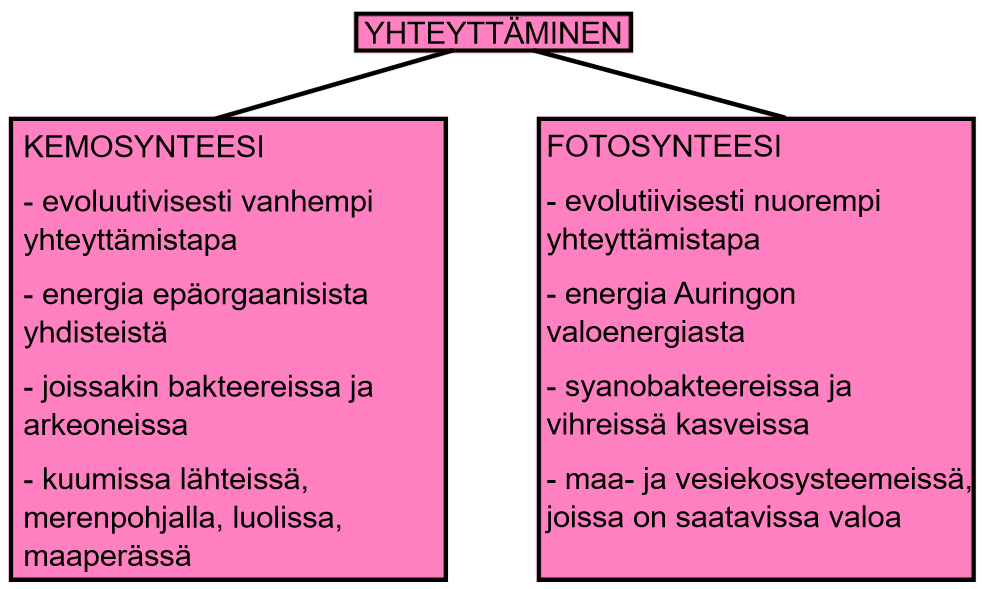 YHTEYTTÄMINEN
KEMOSYNTEESI
- evoluutivisesti vanhempi
yhteyttämistapa
- energia epäorgaanisista
yhdisteistä
- joissakin bakteereissa ja
arkeoneissa
- kuumissa lähteissä,
merenpohjalla, luolissa,
maaperässä
FOTOSYNTEESI
- evolutiivisesti nuorempi
yhteyttämistapa
- energia Auringon
valoenergiasta
- syanobakteereissa ja
vihreissä kasveissa
- maa- ja vesiekosysteemeissä,
joissa on saatavissa valoa